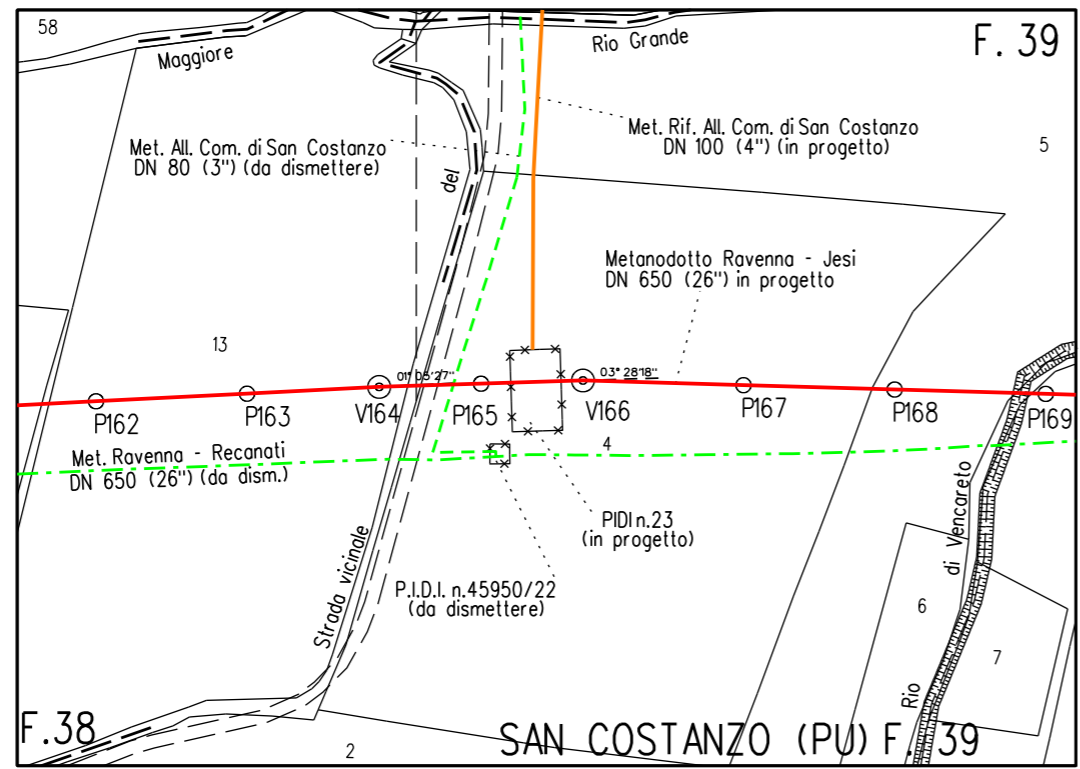 58
Maggiore
Rio Grande
F. 39
Met. All. Com. di San Costanzo
DN 80 (3") (da dismettere)
Met. Rif. All. Com. di San Costanzo
DN 100 (4") (in progetto)
5
del
Metanodotto Ravenna - Jesi
DN 650 (26") in progetto
13
01° 05'27"
03° 28'18"
P162
P163
V164
P165
V166
P167
P168
P169
Met. Ravenna - Recanati
DN 650 (26") (da dism.)
4
PIDI n.23
(in progetto)
P.I.D.I. n.45950/22
(da dismettere)
Strada vicinale
di Vencareto
6
7
Rio
F.38
2
SAN COSTANZO (PU) F. 39